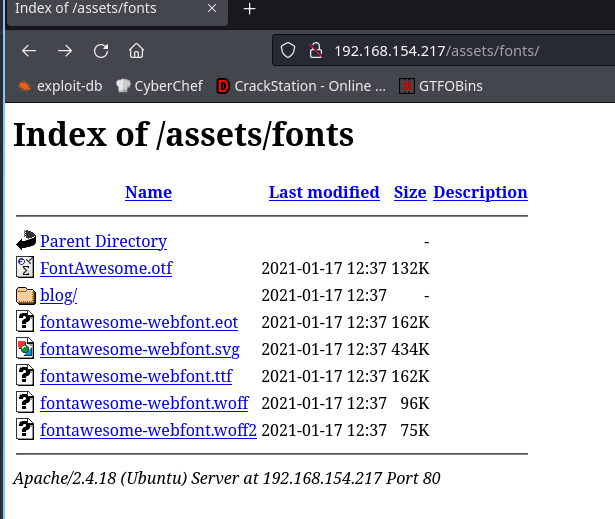 Index of /assets/fonts
192.168.154.217/assets/fonts/
exploit-db CyberChef CrackStation - Online ... GTFOBins
Index of /assets/fonts
Name Last modified Size Description
Parent Directory -
FontAwesome.otf 2021-01-17 12:37 132K
blog/ 2021-01-17 12:37 -
fontawesome-webfont.eot 2021-01-17 12:37 162K
fontawesome-webfont.svg 2021-01-17 12:37 434K
fontawesome-webfont.ttf 2021-01-17 12:37 162K
fontawesome-webfont.woff 2021-01-17 12:37 96K
fontawesome-webfont.woff2 2021-01-17 12:37 75K
Apache/2.4.18 (Ubuntu) Server at 192.168.154.217 Port 80